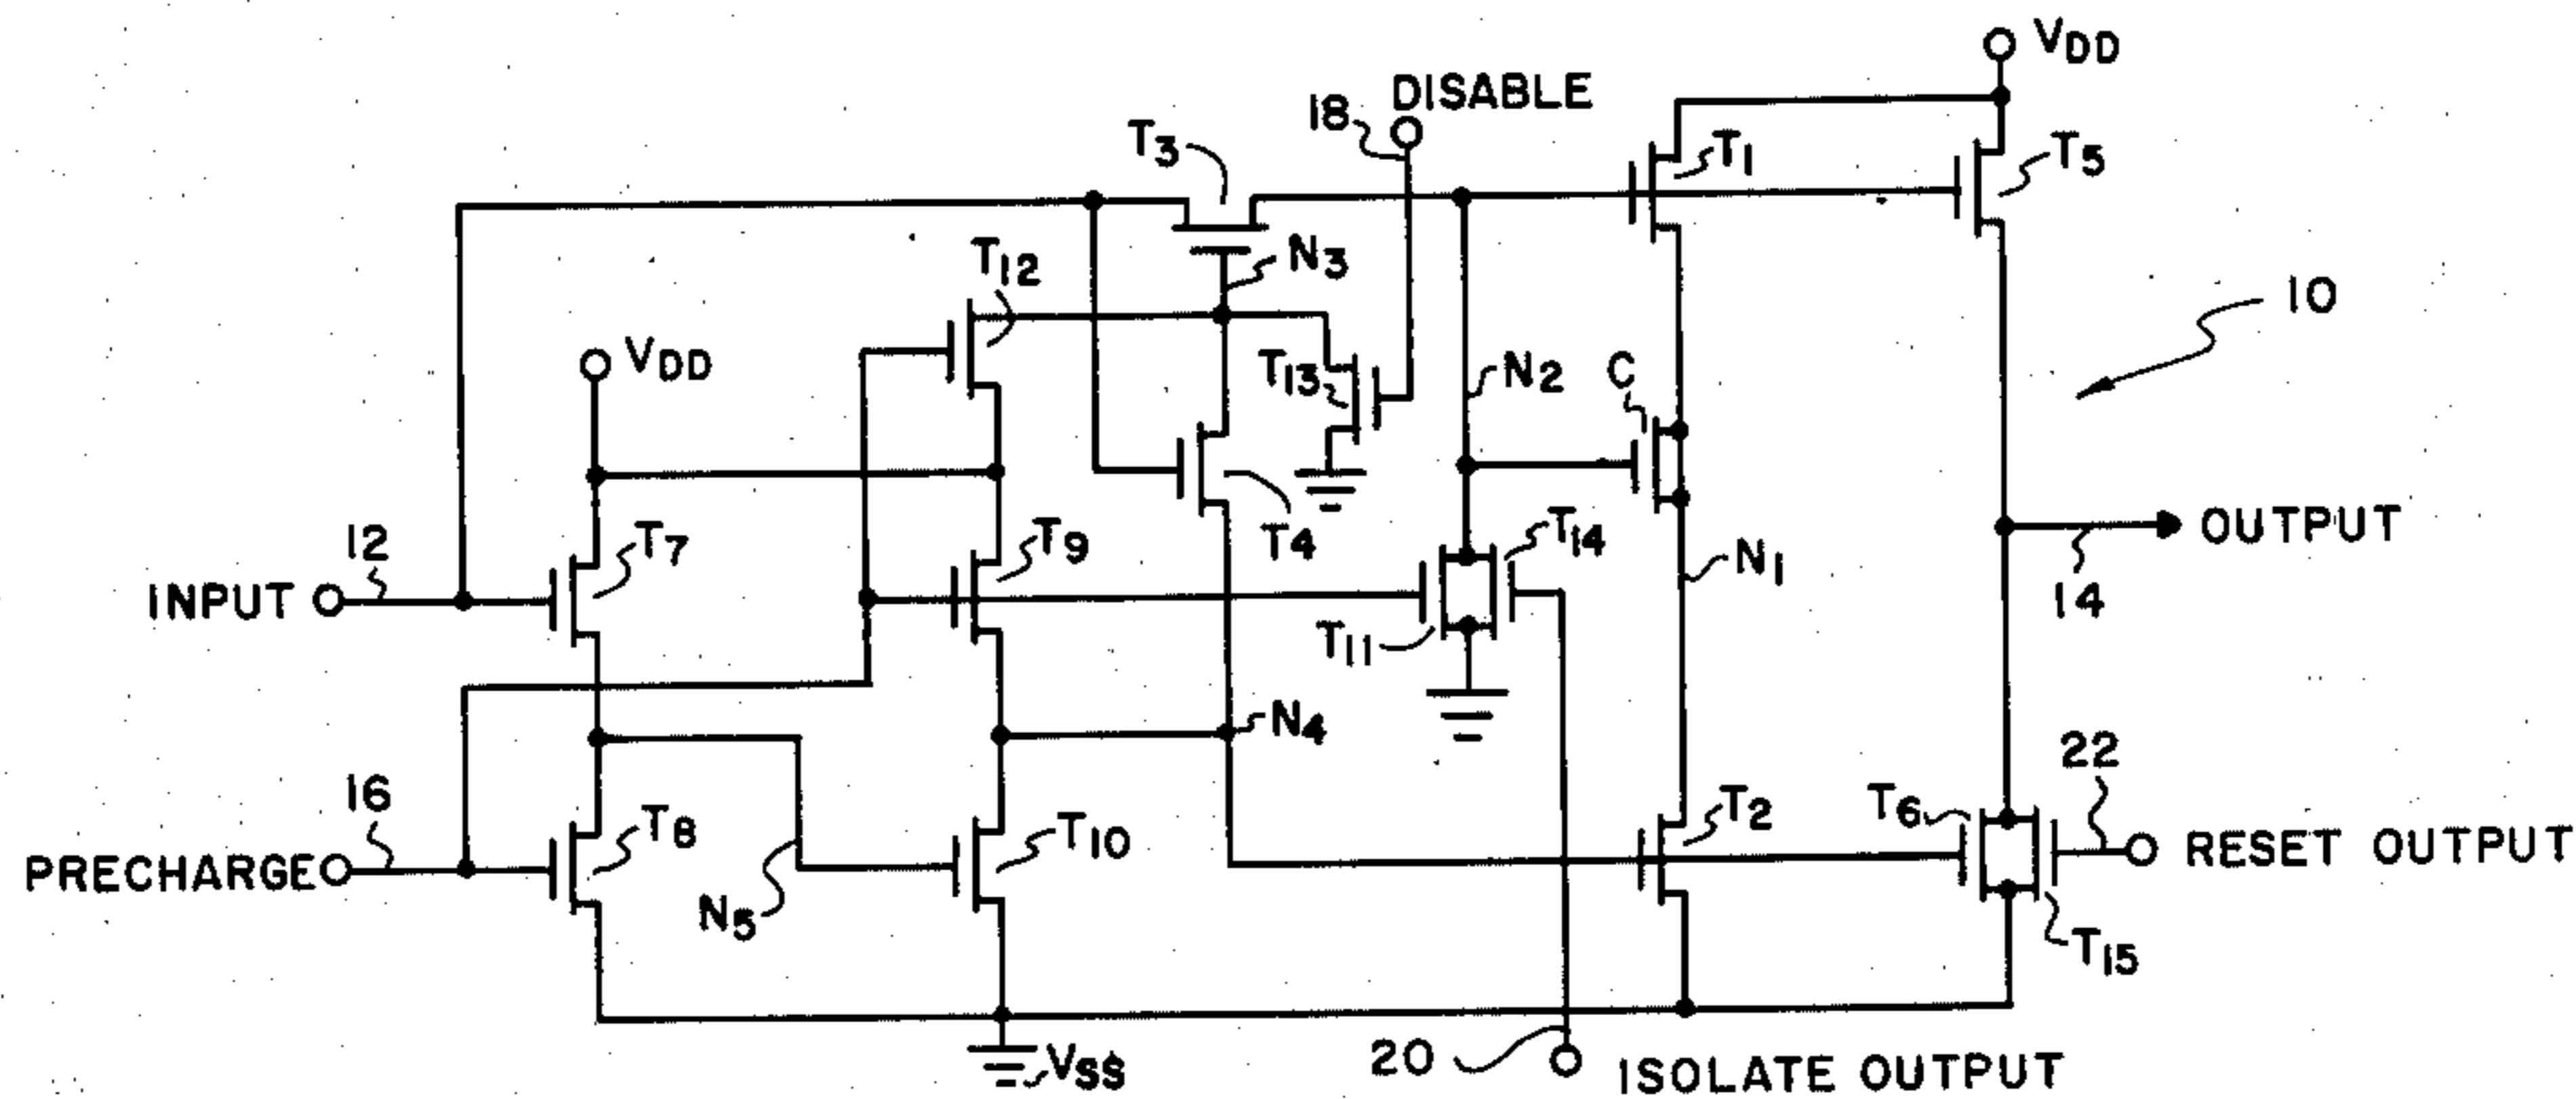 VDD
DISABLE
18
T3
T1
T5
N3
T12
10
VDD
T13
N2
C
12
T7
T9
T4
T14
N1
OUTPUT
INPUT
14
T11
N4
16
T8
T10
T2
T6
22
PRECHARGE
RESET OUTPUT
N5
T15
20
VSS
ISOLATE OUTPUT